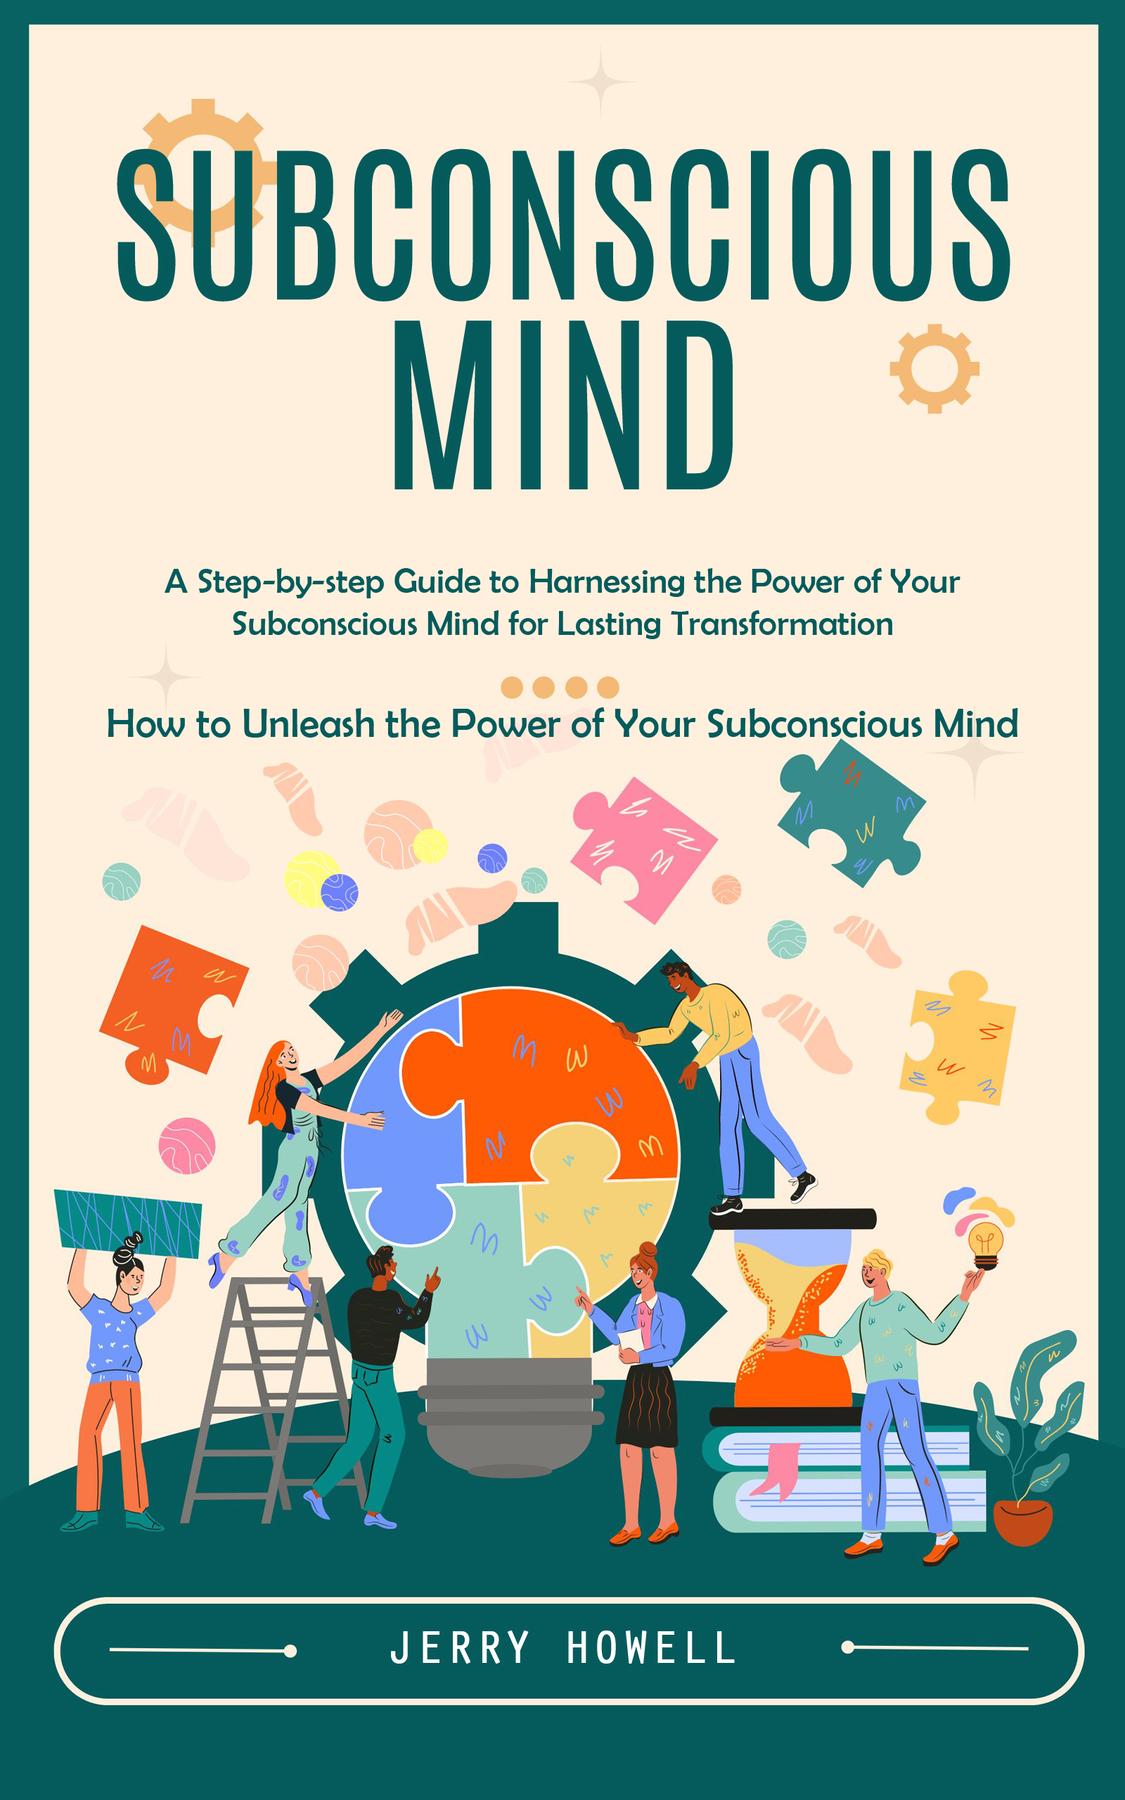 SUBCONSCIOUS
MIND
A Step-by-step Guide to Harnessing the Power of Your
Subconscious Mind for Lasting Transformation
How to Unleash the Power of Your Subconscious Mind
JERRY HOWELL